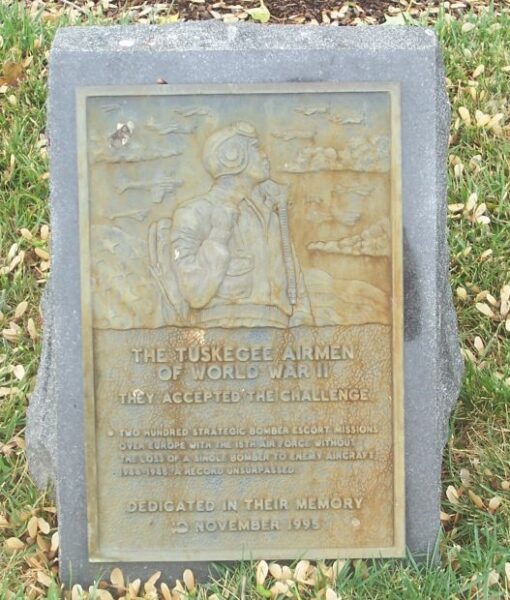 THE TUSKEGEE AIRMEN
OF WORLD WAR II
THEY ACCEPTED THE CHALLENGE
TWO HUNDRED STRATEGIC BOMBER ESCORT MISSIONS
OVER EUROPE WITH THE 15TH AIR FORCE WITHOUT
THE LOSS OF A SINGLE BOMBER TO ENEMY AIRCRAFT
A RECORD UNSURPASSED.
DEDICATED IN THEIR MEMORY
NOVEMBER 1995